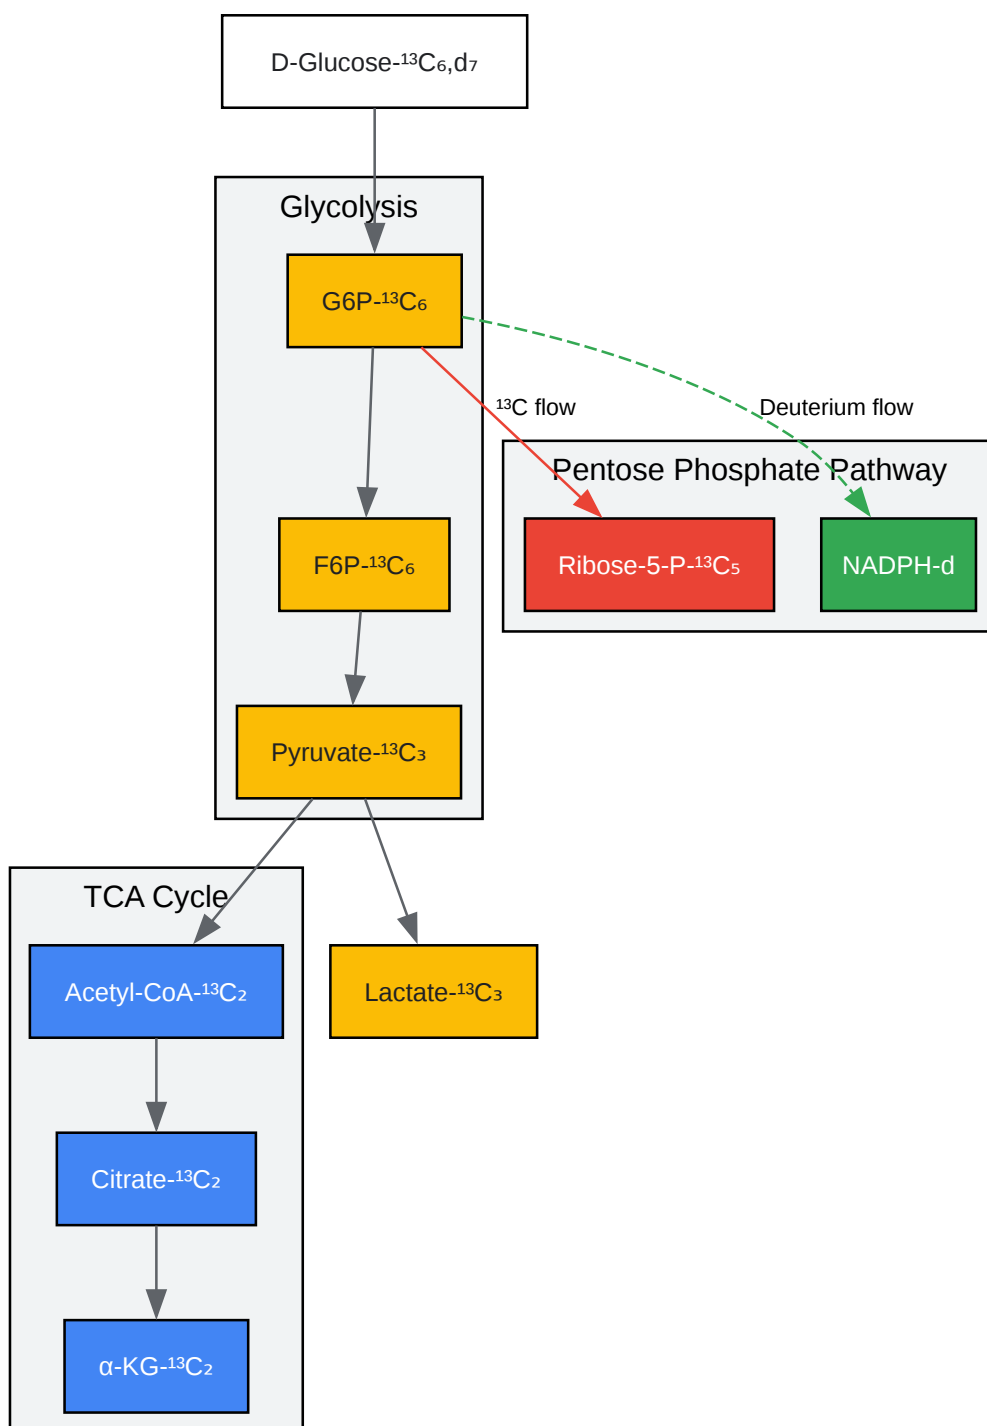 D-Glucose-¹³C₆,d₇
Glycolysis
G6P-¹³C₆
¹³C flow
Deuterium flow
Pentose Phosphate Pathway
F6P-¹³C₆
Ribose-5-P-¹³C₅
NADPH-d
Pyruvate-¹³C₃
TCA Cycle
Acetyl-CoA-¹³C₂
Lactate-¹³C₃
Citrate-¹³C₂
α-KG-¹³C₂